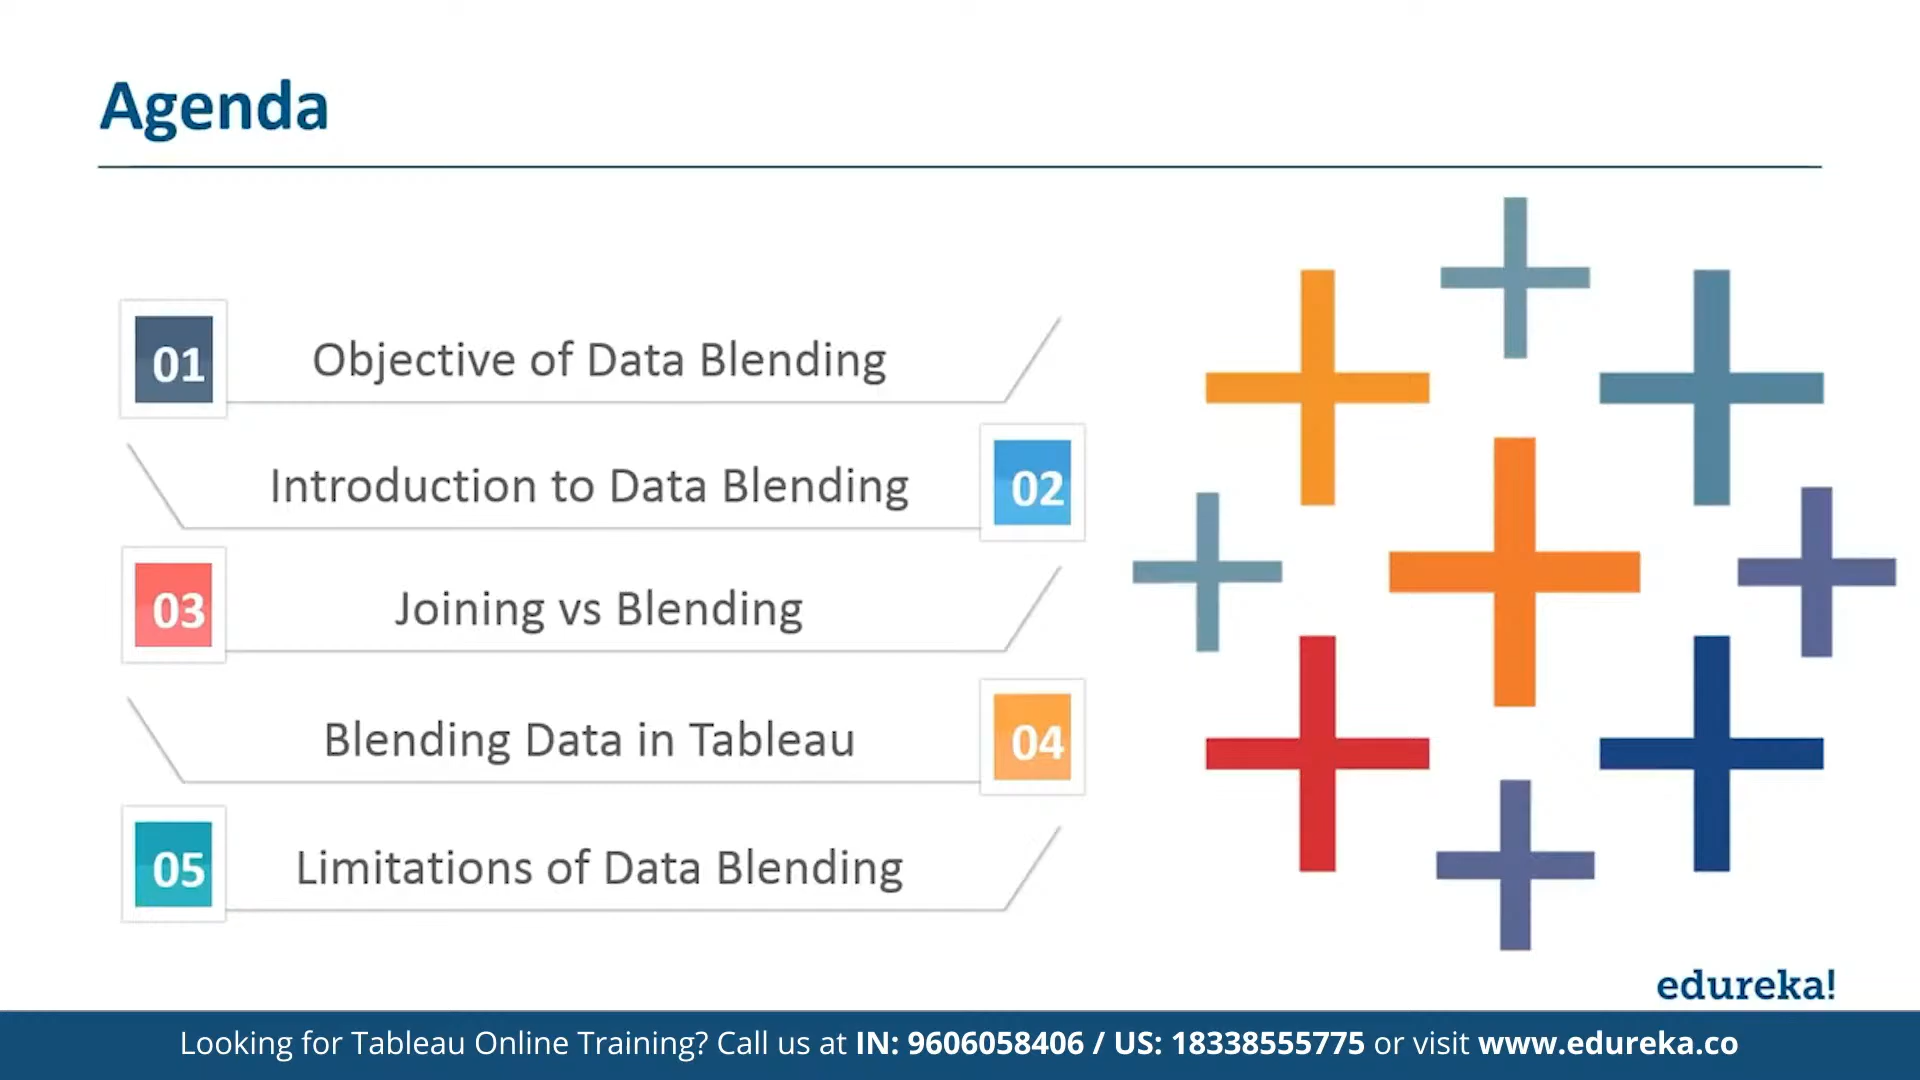 Agenda
01 Objective of Data Blending
Introduction to Data Blending 02
03 Joining vs Blending
Blending Data in Tableau 04
05 Limitations of Data Blending
edureka!
Looking for Tableau Online Training? Call us at IN: 9606058406 / US: 18338555775 or visit www.edureka.co